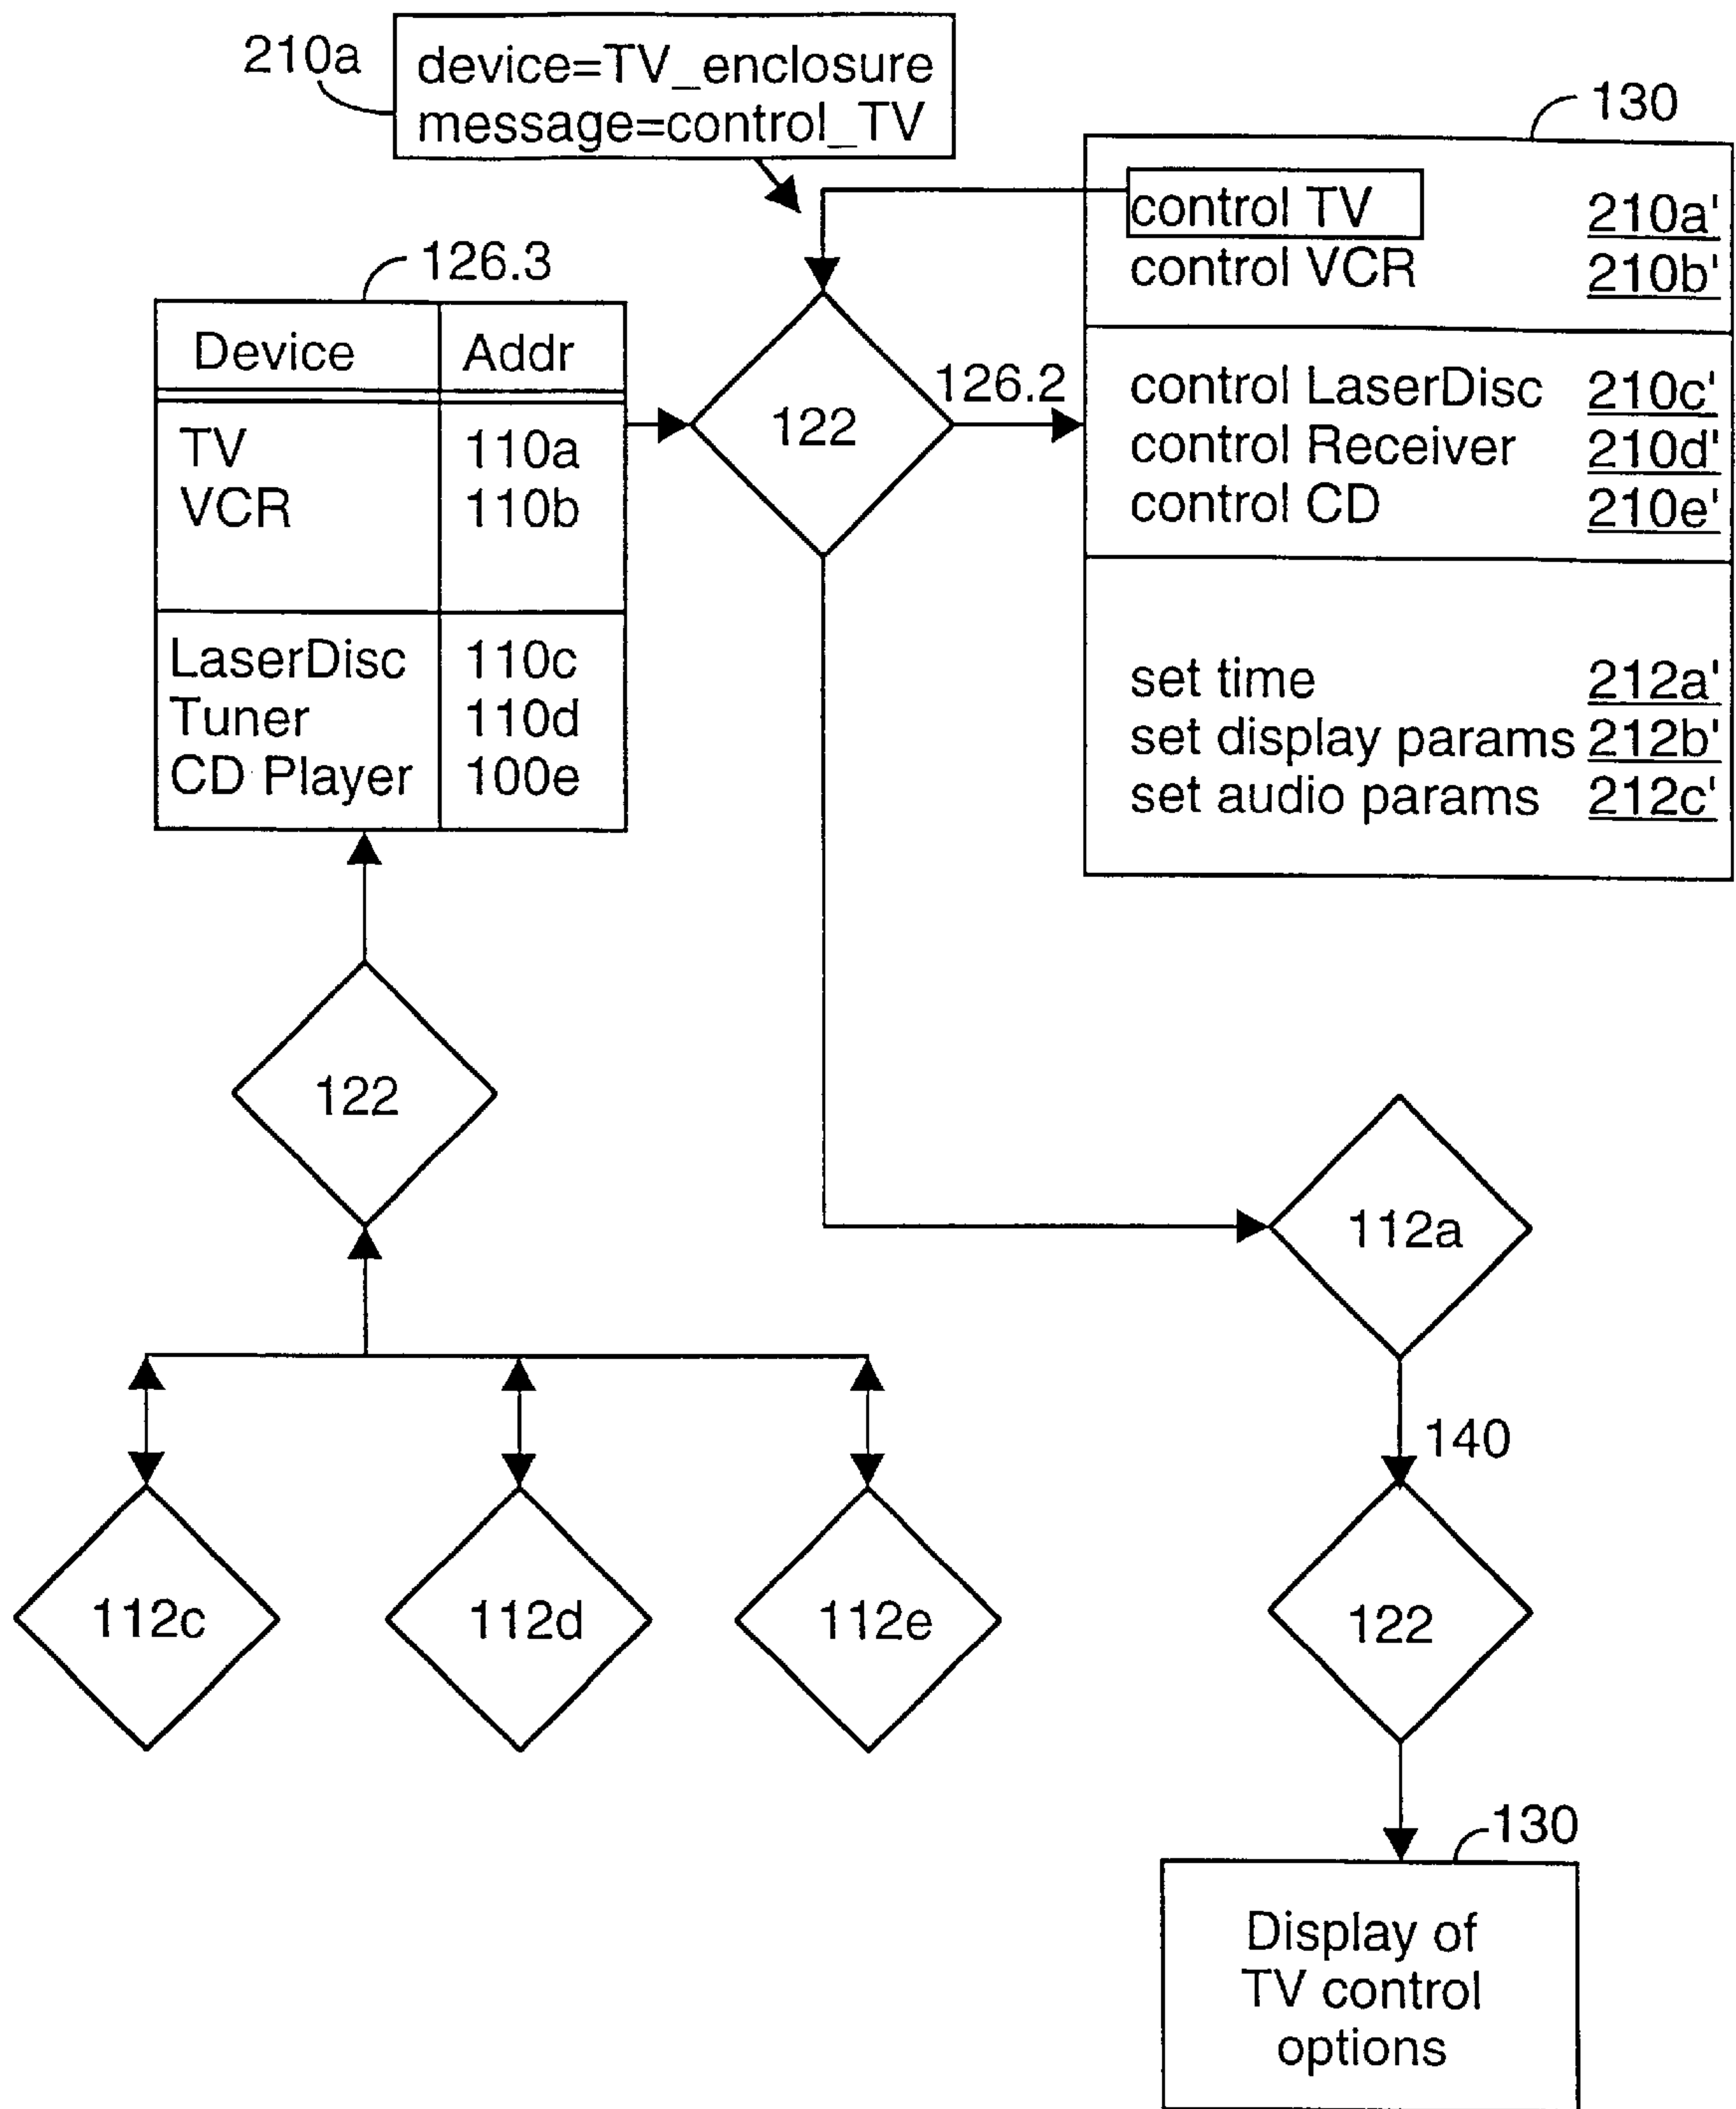 210a
device=TV_enclosure
message=control_TV
130
control TV 210a'
control VCR 210b'
control LaserDisc 210c'
control Receiver 210d'
control CD 210e'
set time 212a'
set display params 212b'
set audio params 212c'
126.3
Device Addr
TV 110a
VCR 110b
LaserDisc 110c
Tuner 110d
CD Player 100e
122
126.2
122
112a
140
112c
112d
112e
122
130
Display of
TV control
options